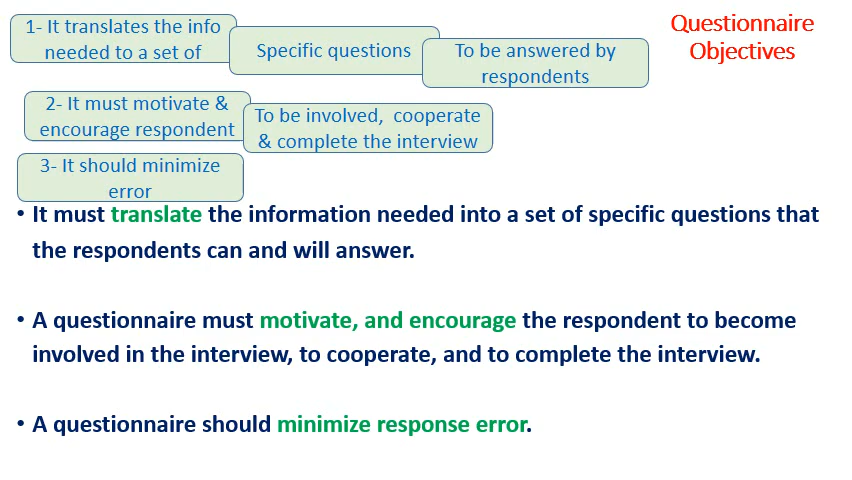 Questionnaire
Objectives
1- It translates the info
needed to a set of
Specific questions
To be answered by
respondents
2- It must motivate &
encourage respondent
To be involved,  cooperate
& complete the interview
3- It should minimize
error
• It must translate the information needed into a set of specific questions that
the respondents can and will answer.
• A questionnaire must motivate, and encourage the respondent to become
involved in the interview, to cooperate, and to complete the interview.
• A questionnaire should minimize response error.